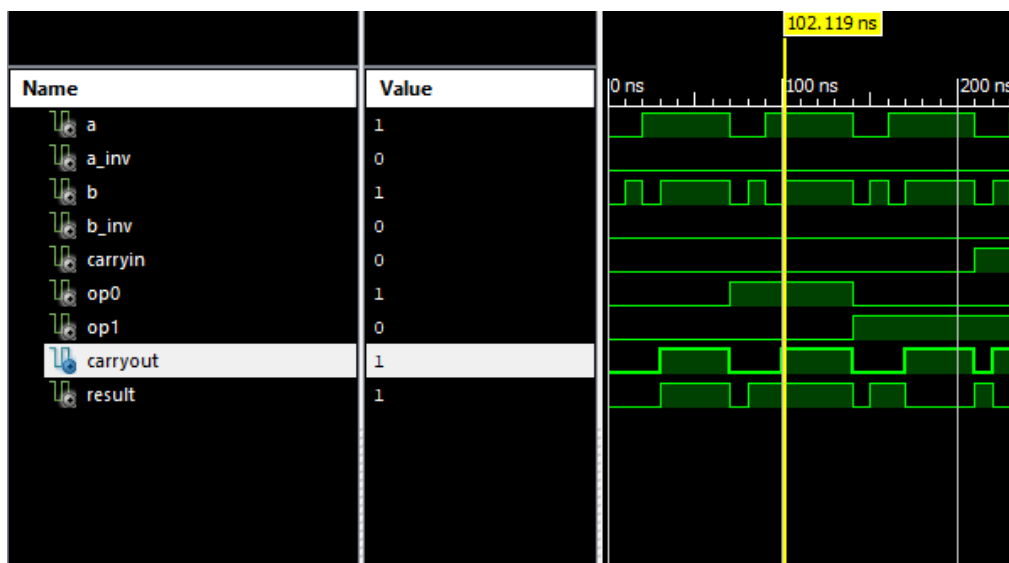 102.119 ns
Name Value 0 ns 100 ns 200 ns
a 1
a_inv 0
b 1
b_inv 0
carryin 0
op0 1
op1 0
carryout 1
result 1